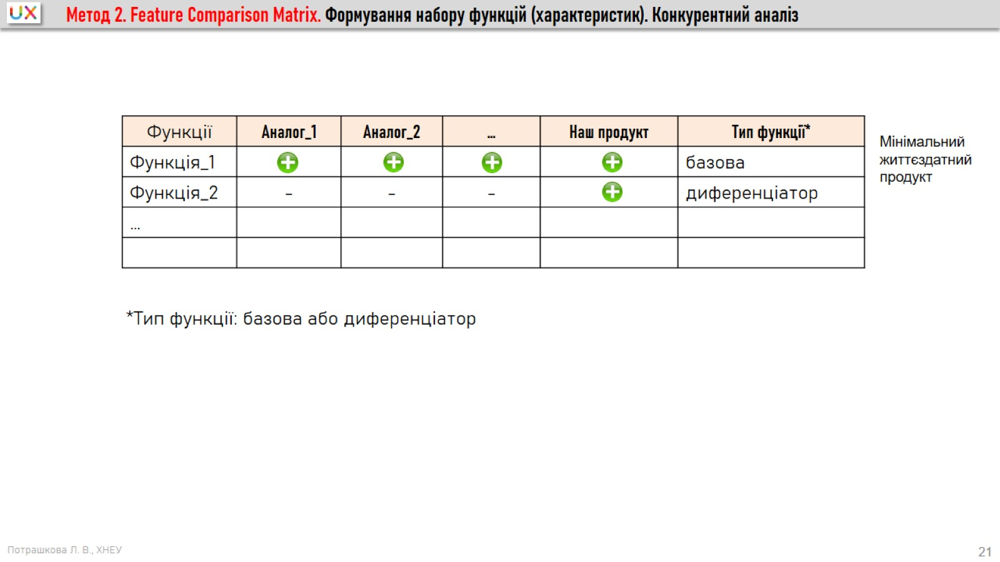 UX
Метод 2. Feature Comparison Matrix. Формування набору функцій (характеристик). Конкурентний аналіз
Функції Аналог_1 Аналог_2 ... Наш продукт Тип функції*
Функція_1 базова
Функція_2 - - - диференціатор
...
Мінімальний
життєздатний
продукт
*Тип функції: базова або диференціатор
Потрашкова Л. В., ХНЕУ
21